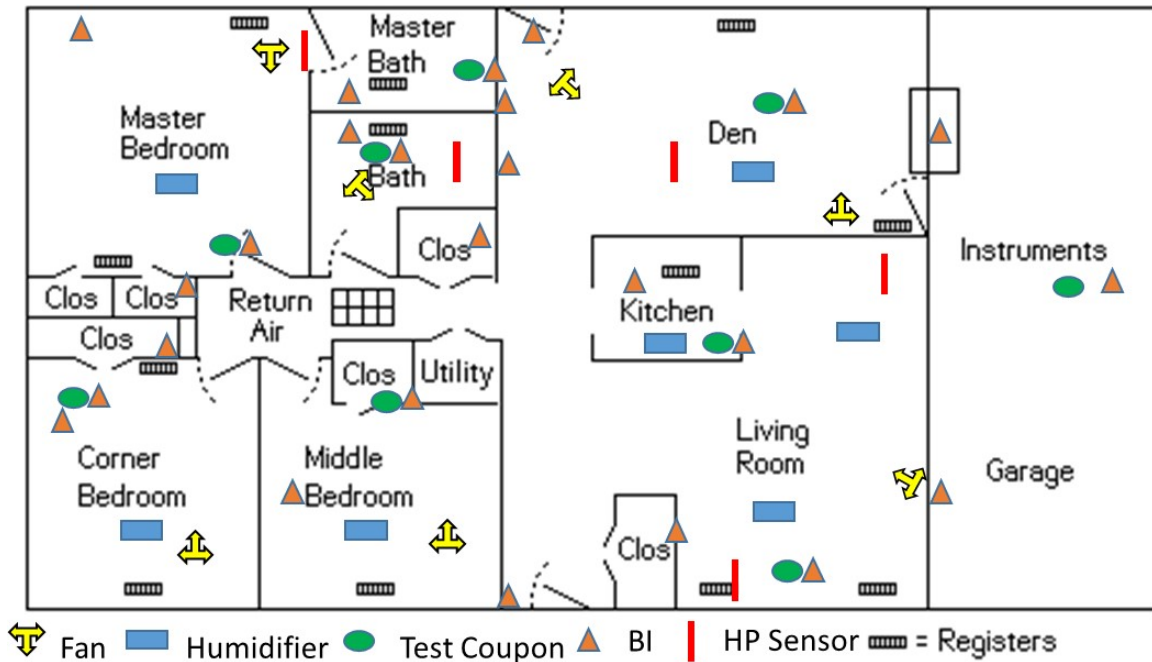 Master
Bath
Master
Bedroom
Den
Bath
Clos
Instruments
Clos
Clos
Return
Air
Kitchen
Clos
Clos
Utility
Corner
Bedroom
Middle
Bedroom
Living
Room
Garage
Clos
Fan
Humidifier
Test Coupon
BI
HP Sensor
= Registers